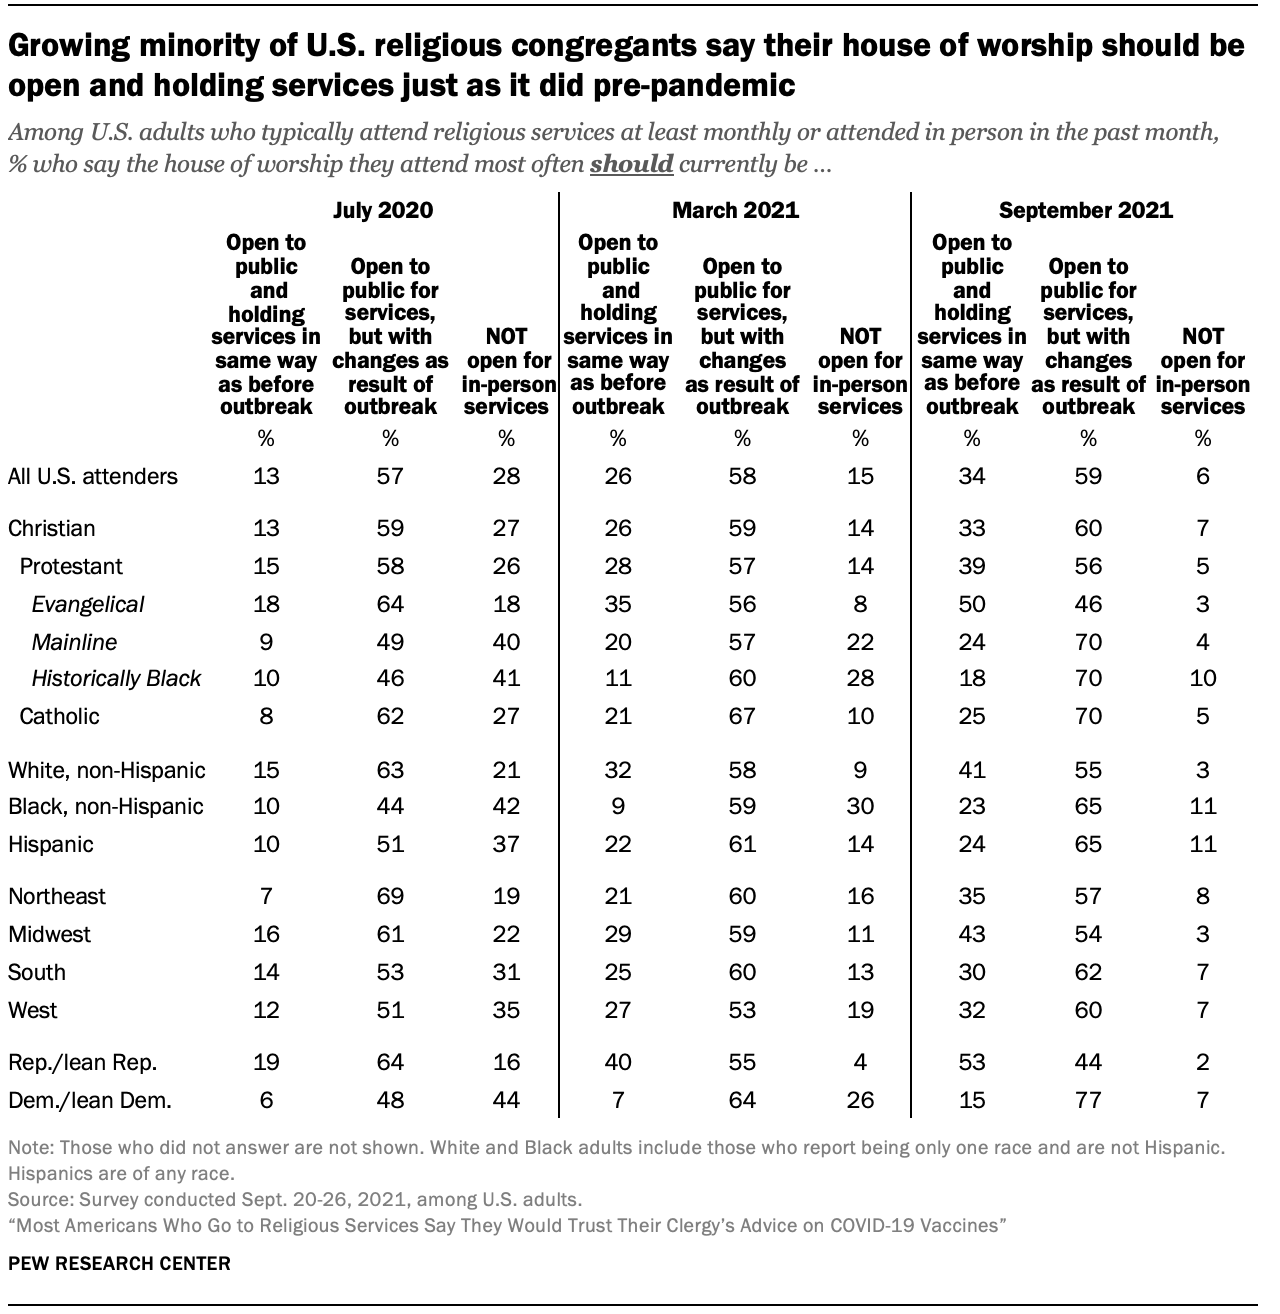 Growing minority of U.S. religious congregants say their house of worship should be
open and holding services just as it did pre-pandemic
Among U.S. adults who typically attend religious services at least monthly or attended in person in the past month,
% who say the house of worship they attend most often should currently be ...
July 2020 March 2021 September 2021
Open to public and holding services in same way as before outbreak
Open to public for services, but with changes as result of outbreak
NOT open for in-person services
Open to public and holding services in same way as before outbreak
Open to public for services, but with changes as result of outbreak
NOT open for in-person services
Open to public and holding services in same way as before outbreak
Open to public for services, but with changes as result of outbreak
NOT open for in-person services
% % % % % % % % %
All U.S. attenders 13 57 28 26 58 15 34 59 6
Christian 13 59 27 26 59 14 33 60 7
Protestant 15 58 26 28 57 14 39 56 5
Evangelical 18 64 18 35 56 8 50 46 3
Mainline 9 49 40 20 57 22 24 70 4
Historically Black 10 46 41 11 60 28 18 70 10
Catholic 8 62 27 21 67 10 25 70 5
White, non-Hispanic 15 63 21 32 58 9 41 55 3
Black, non-Hispanic 10 44 42 9 59 30 23 65 11
Hispanic 10 51 37 22 61 14 24 65 11
Northeast 7 69 19 21 60 16 35 57 8
Midwest 16 61 22 29 59 11 43 54 3
South 14 53 31 25 60 13 30 62 7
West 12 51 35 27 53 19 32 60 7
Rep./lean Rep. 19 64 16 40 55 4 53 44 2
Dem./lean Dem. 6 48 44 7 64 26 15 77 7
Note: Those who did not answer are not shown. White and Black adults include those who report being only one race and are not Hispanic.
Hispanics are of any race.
Source: Survey conducted Sept. 20-26, 2021, among U.S. adults.
“Most Americans Who Go to Religious Services Say They Would Trust Their Clergy’s Advice on COVID-19 Vaccines”
PEW RESEARCH CENTER